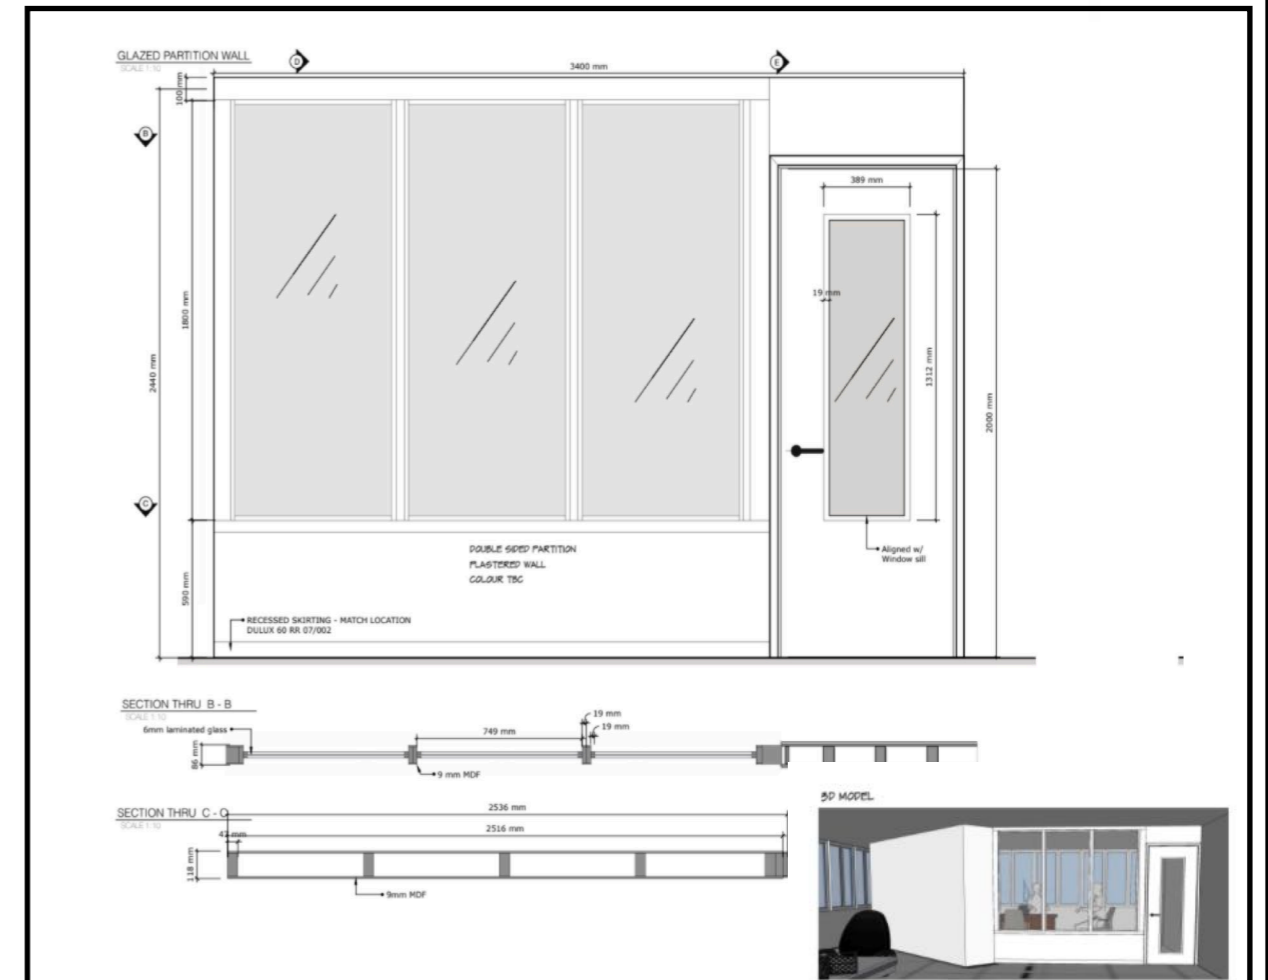 GLAZED PARTITION WALL
SCALE 1:10
D
E
3400 mm
100 mm
B
389 mm
19 mm
1800 mm
2440 mm
1312 mm
2000 mm
C
DOUBLE SIDED PARTITION
PLASTERED WALL
COLOUR TBC
Aligned w/
Window sill
590 mm
RECESSED SKIRTING - MATCH LOCATION
DULUX 60 RR 07/002
SECTION THRU B - B
SCALE 1:10
6mm laminated glass
86 mm
749 mm
19 mm
19 mm
9 mm MDF
SECTION THRU C - C
SCALE 1:10
2536 mm
2516 mm
47 mm
118 mm
9mm MDF
3D MODEL